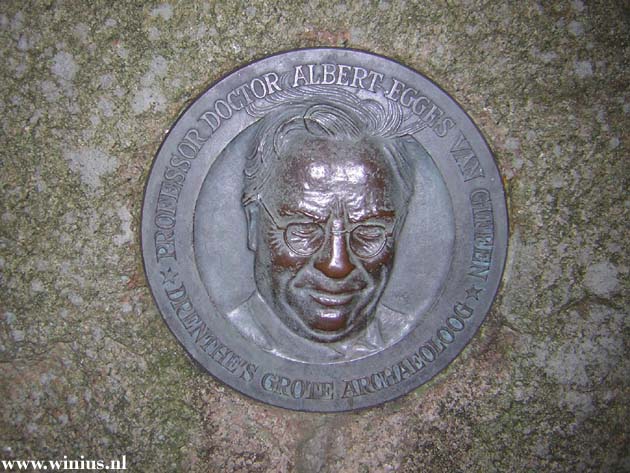 ★ PROFESSOR DOCTOR ALBERT EGGES VAN GIFFEN ★
DRENTHE'S GROTE ARCHAEOLOOG
www.winius.nl